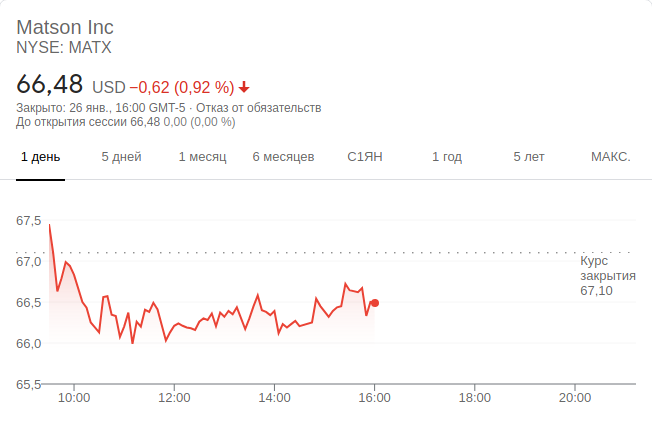 Matson Inc
NYSE: MATX
66,48 USD −0,62 (0,92 %)
Закрыто: 26 янв., 16:00 GMT-5 · Отказ от обязательств
До открытия сессии 66,48 0,00 (0,00 %)
1 день 5 дней 1 месяц 6 месяцев С1ЯН 1 год 5 лет МАКС.
67,5
67,0
66,5
66,0
65,5
Курс
закрытия
67,10
10:00 12:00 14:00 16:00 18:00 20:00